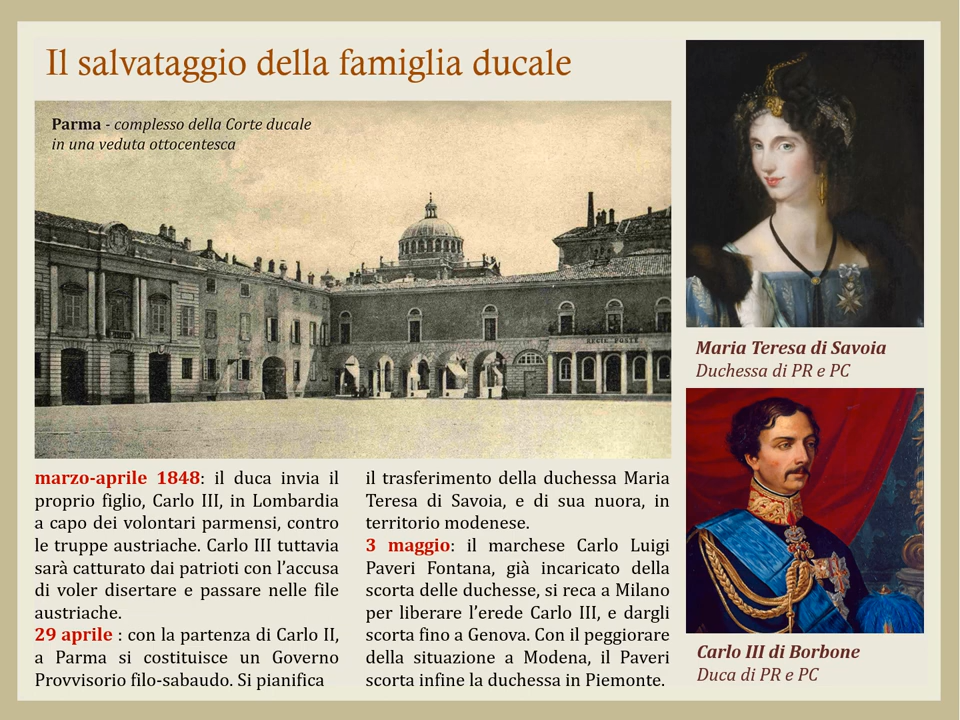 Il salvataggio della famiglia ducale
Parma - complesso della Corte ducale
in una veduta ottocentesca
REGIE POSTE
Maria Teresa di Savoia
Duchessa di PR e PC
marzo-aprile 1848: il duca invia il
proprio figlio, Carlo III, in Lombardia
a capo dei volontari parmensi, contro
le truppe austriache. Carlo III tuttavia
sarà catturato dai patrioti con l’accusa
di voler disertare e passare nelle file
austriache.
29 aprile : con la partenza di Carlo II,
a Parma si costituisce un Governo
Provvisorio filo-sabaudo. Si pianifica
il trasferimento della duchessa Maria
Teresa di Savoia, e di sua nuora, in
territorio modenese.
3 maggio: il marchese Carlo Luigi
Paveri Fontana, già incaricato della
scorta delle duchesse, si reca a Milano
per liberare l’erede Carlo III, e dargli
scorta fino a Genova. Con il peggiorare
della situazione a Modena, il Paveri
scorta infine la duchessa in Piemonte.
Carlo III di Borbone
Duca di PR e PC